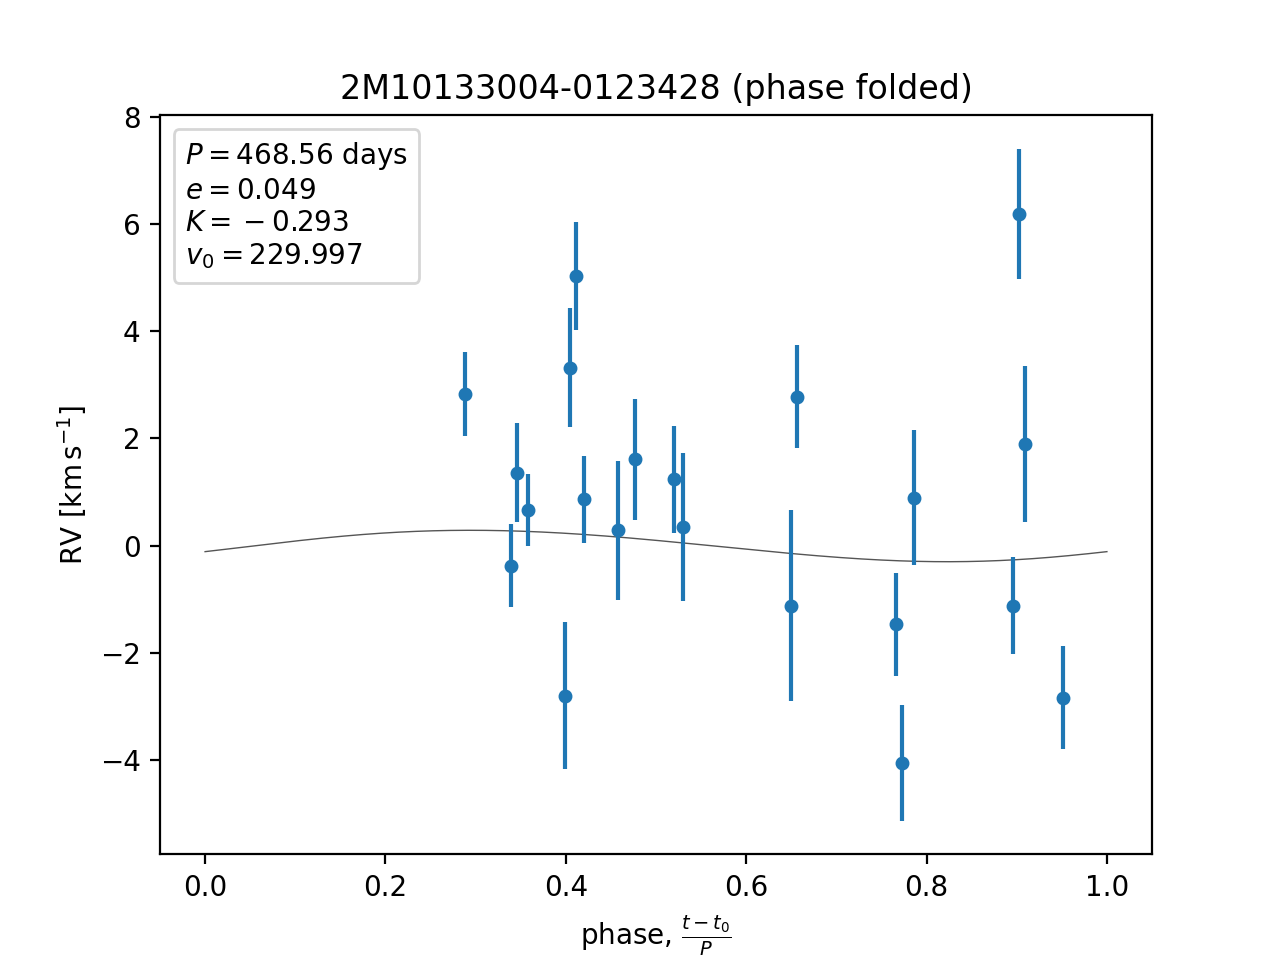 2M10133004-0123428 (phase folded)
P = 468.56 days
e = 0.049
K = −0.293
v₀ = 229.997
8
6
4
2
0
−2
−4
RV [km s⁻¹]
0.0 0.2 0.4 0.6 0.8 1.0
phase, (t − t₀)/P